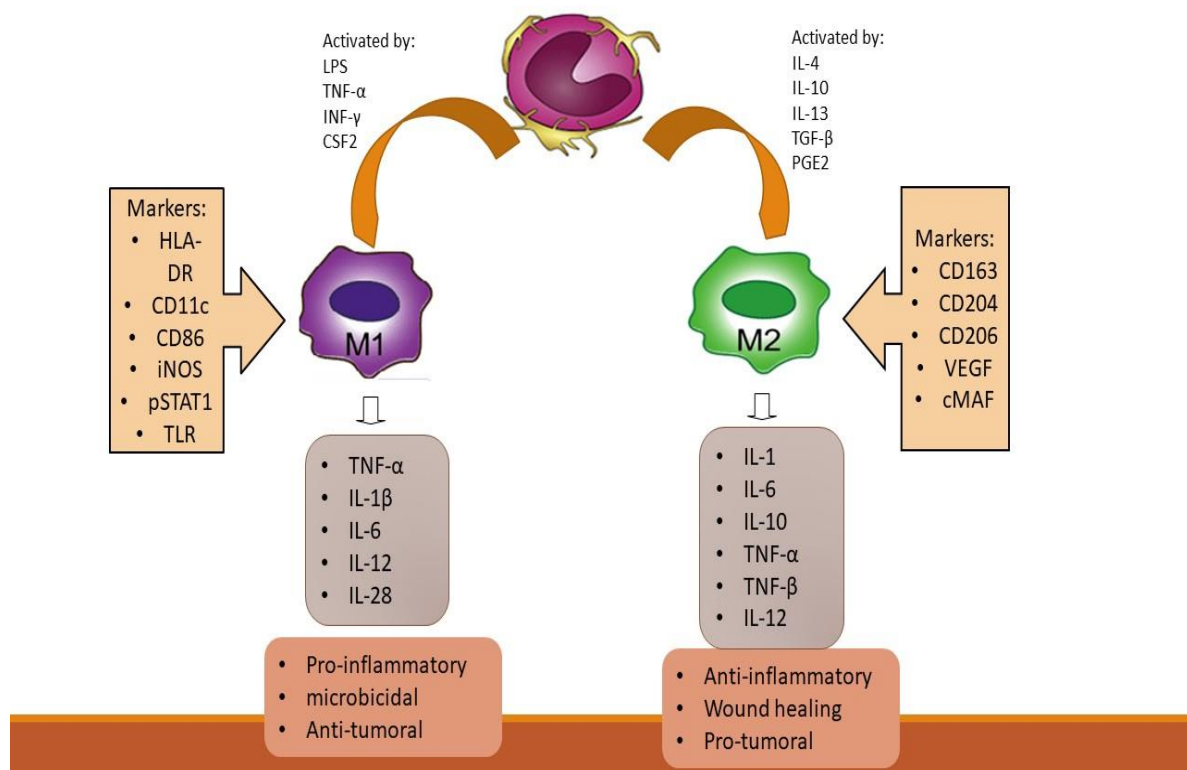 Activated by:
LPS
TNF-α
INF-γ
CSF2
Activated by:
IL-4
IL-10
IL-13
TGF-β
PGE2
Markers:
• HLA-
DR
• CD11c
• CD86
• iNOS
• pSTAT1
• TLR
M1
M2
Markers:
• CD163
• CD204
• CD206
• VEGF
• cMAF
• TNF-α
• IL-1β
• IL-6
• IL-12
• IL-28
• IL-1
• IL-6
• IL-10
• TNF-α
• TNF-β
• IL-12
• Pro-inflammatory
• microbicidal
• Anti-tumoral
• Anti-inflammatory
• Wound healing
• Pro-tumoral